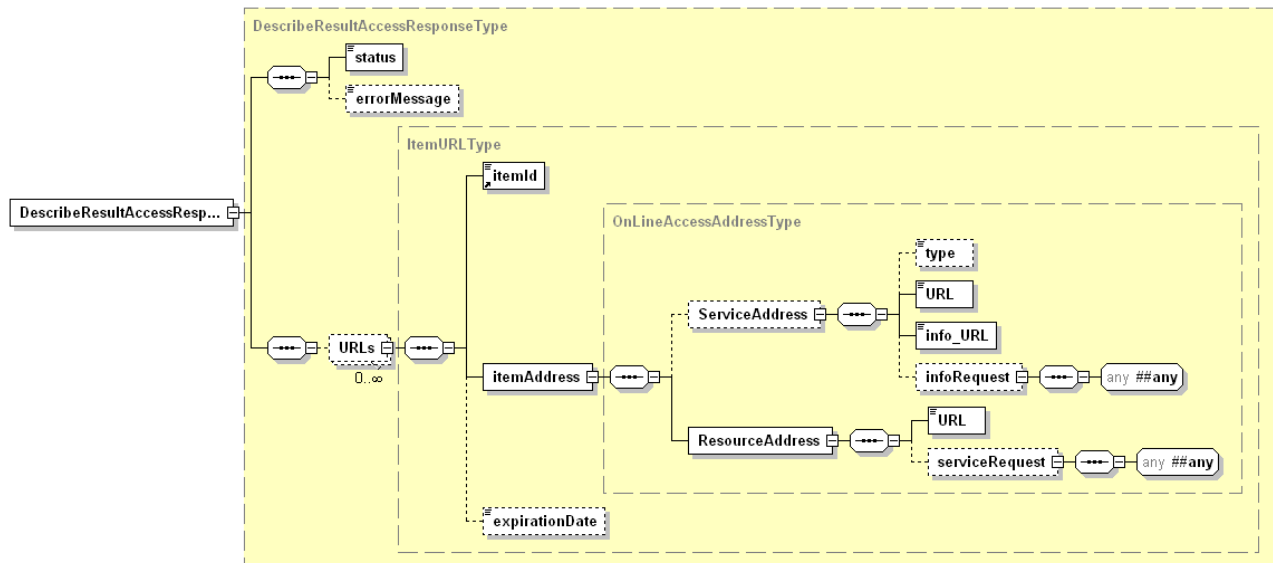 DescribeResultAccessResponseType
status
errorMessage
ItemURLType
itemId
DescribeResultAccessResp...
OnLineAccessAddressType
type
URL
ServiceAddress
info_URL
URLs
0..∞
itemAddress
infoRequest
any ##any
URL
ResourceAddress
serviceRequest
any ##any
expirationDate